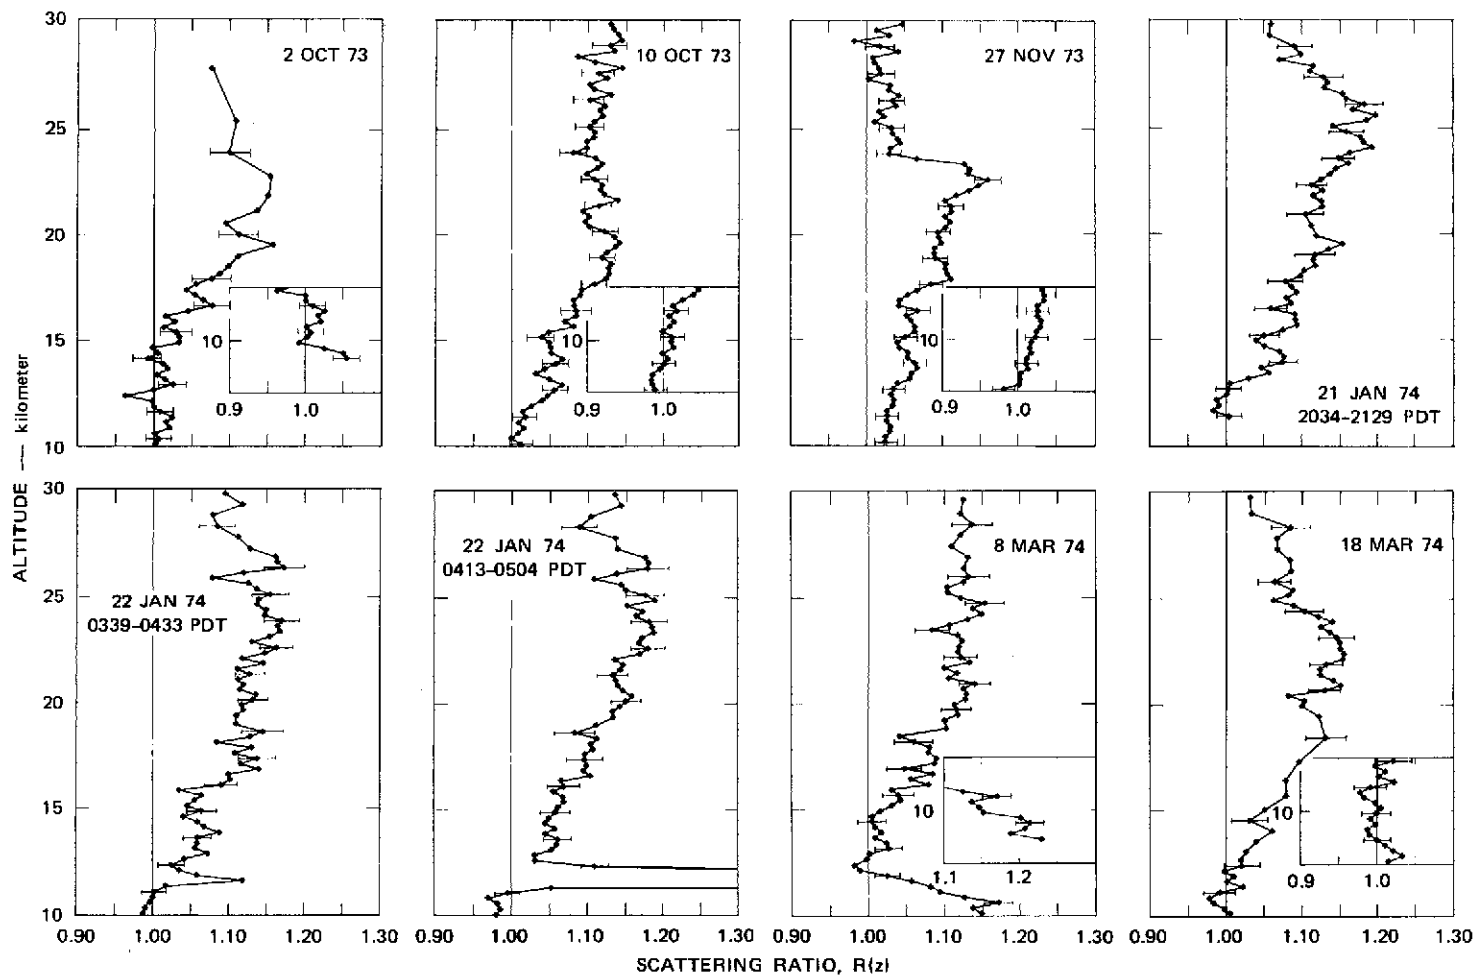 30
25
20
15
10
2 OCT 73
10
0.9
1.0
10 OCT 73
10
0.9
1.0
27 NOV 73
10
0.9
1.0
21 JAN 74
2034-2129 PDT
ALTITUDE — kilometer
30
25
20
15
10
22 JAN 74
0339-0433 PDT
22 JAN 74
0413-0504 PDT
8 MAR 74
10
1.1
1.2
18 MAR 74
10
0.9
1.0
0.90 1.00 1.10 1.20 1.30
0.90 1.00 1.10 1.20 1.30
0.90 1.00 1.10 1.20 1.30
0.90 1.00 1.10 1.20 1.30
SCATTERING RATIO, R(z)